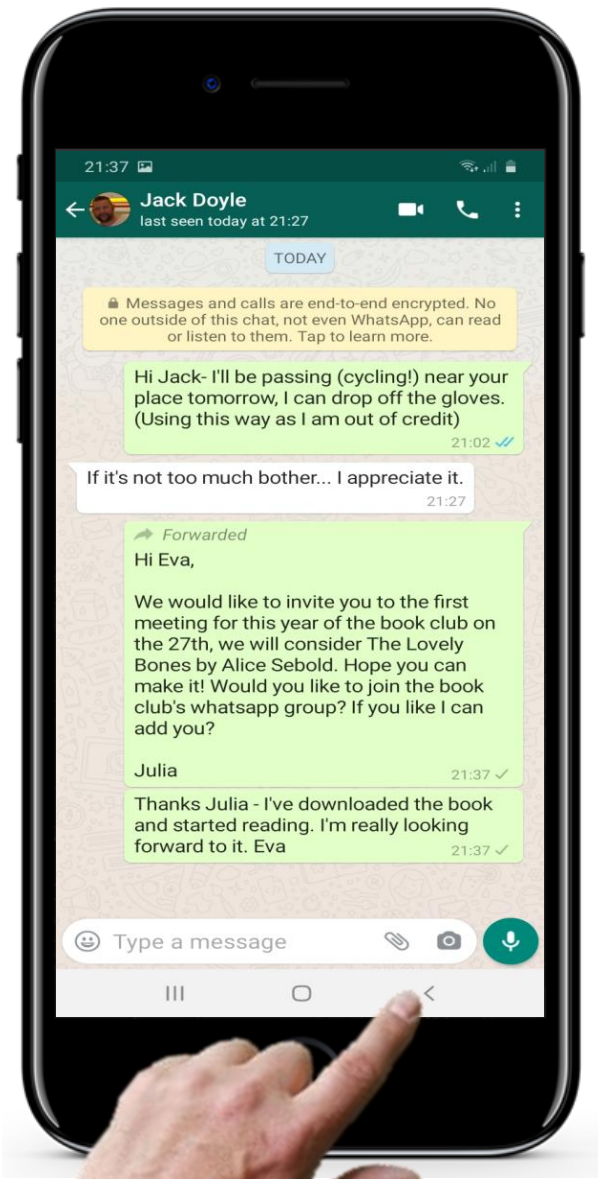 21:37
Jack Doyle
last seen today at 21:27
TODAY
Messages and calls are end-to-end encrypted. No
one outside of this chat, not even WhatsApp, can read
or listen to them. Tap to learn more.
Hi Jack- I'll be passing (cycling!) near your
place tomorrow, I can drop off the gloves.
(Using this way as I am out of credit)
21:02
If it's not too much bother... I appreciate it.
21:27
Forwarded
Hi Eva,
We would like to invite you to the first
meeting for this year of the book club on
the 27th, we will consider The Lovely
Bones by Alice Sebold. Hope you can
make it! Would you like to join the book
club's whatsapp group? If you like I can
add you?
Julia
21:37
Thanks Julia - I've downloaded the book
and started reading. I'm really looking
forward to it. Eva
21:37
Type a message